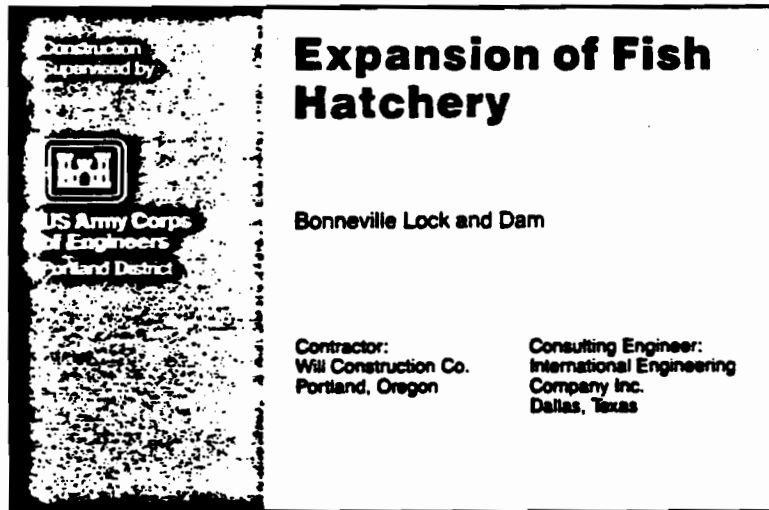 Construction
Supervised by:
US Army Corps
of Engineers
Portland District
Expansion of Fish
Hatchery
Bonneville Lock and Dam
Contractor:
Will Construction Co.
Portland, Oregon
Consulting Engineer:
International Engineering
Company Inc.
Dallas, Texas